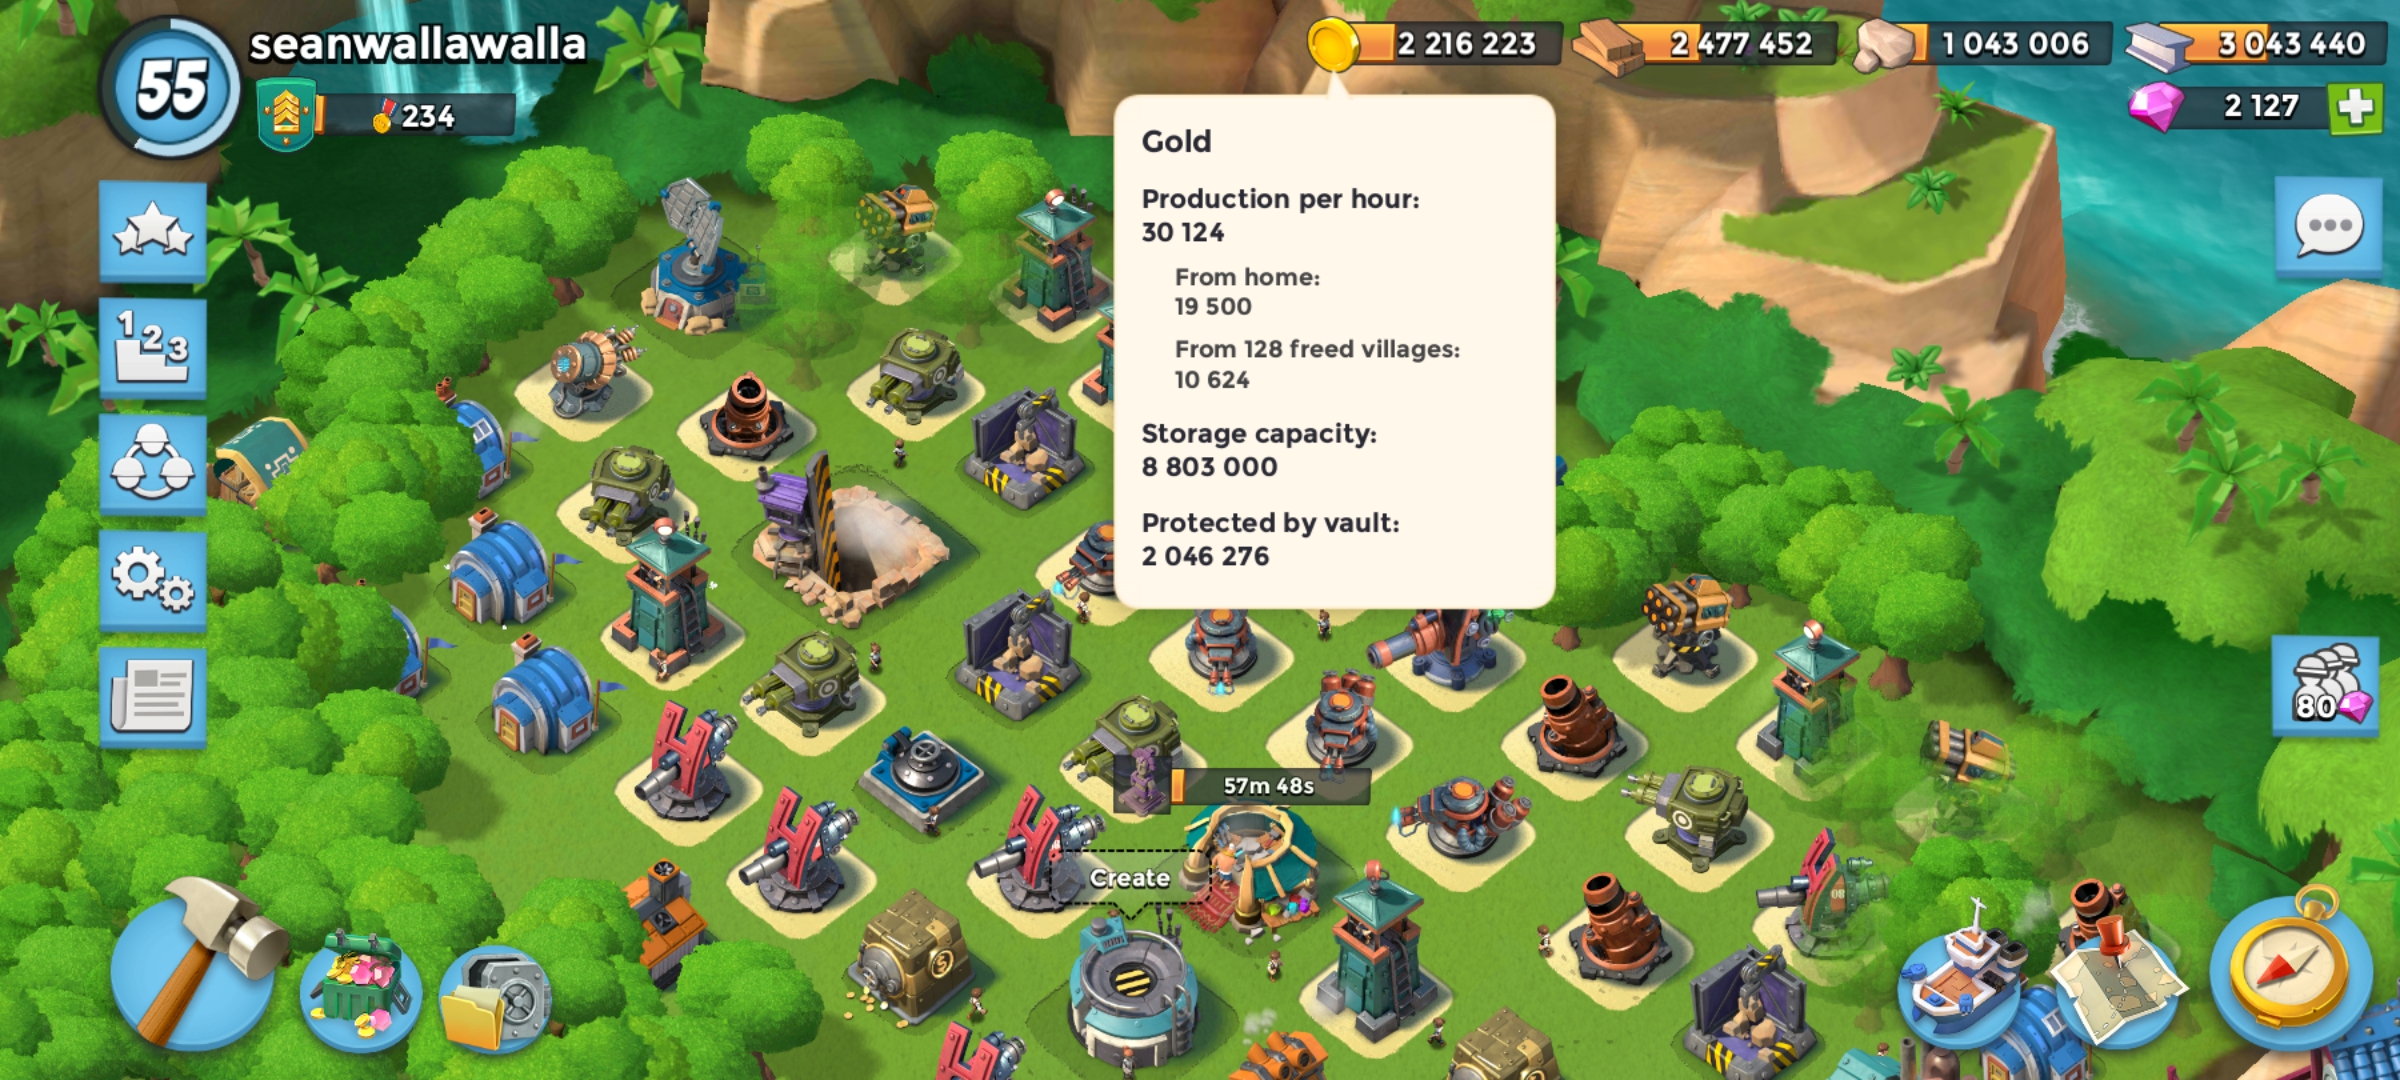 55
seanwallawalla
234
2 216 223
2 477 452
1 043 006
3 043 440
2 127
Gold
Production per hour:
30 124
From home:
19 500
From 128 freed villages:
10 624
Storage capacity:
8 803 000
Protected by vault:
2 046 276
123
80
57m 48s
Create